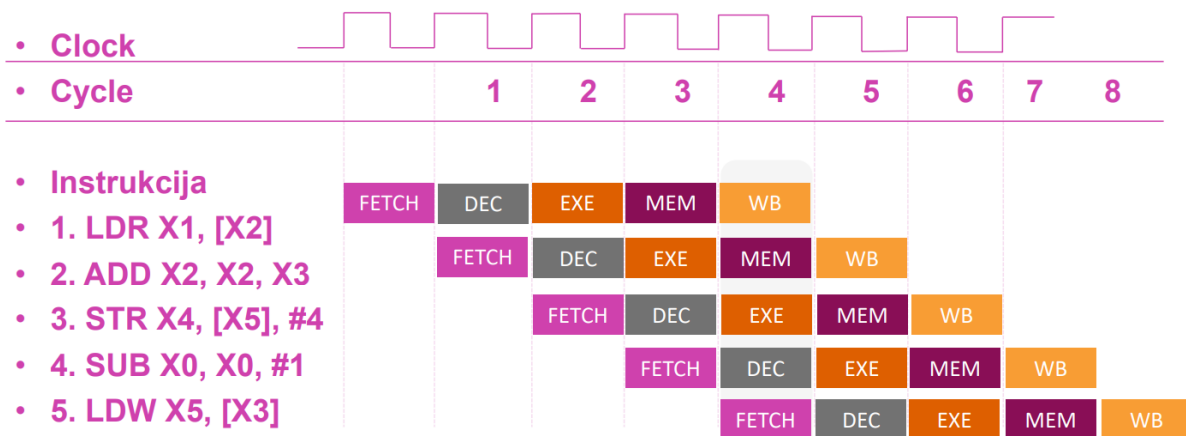 • Clock
• Cycle 1 2 3 4 5 6 7 8
• Instrukcija
FETCH DEC EXE MEM WB
• 1. LDR X1, [X2]
FETCH DEC EXE MEM WB
• 2. ADD X2, X2, X3
FETCH DEC EXE MEM WB
• 3. STR X4, [X5], #4
FETCH DEC EXE MEM WB
• 4. SUB X0, X0, #1
FETCH DEC EXE MEM WB
• 5. LDW X5, [X3]